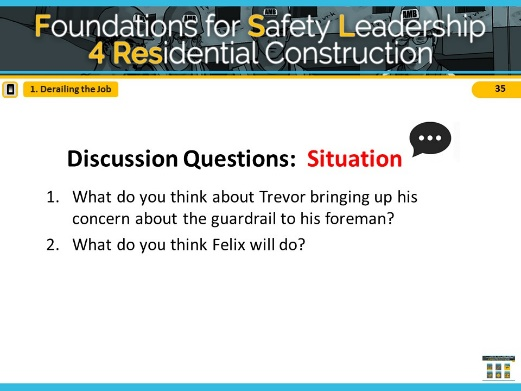 Foundations for Safety Leadership
4 Residential Construction
1. Derailing the Job
35
Discussion Questions: Situation
1. What do you think about Trevor bringing up his
concern about the guardrail to his foreman?
2. What do you think Felix will do?